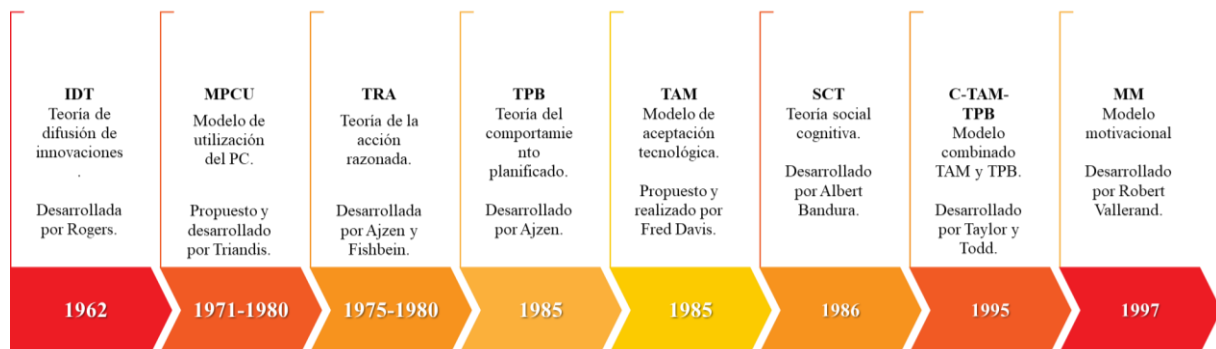 IDT
Teoría de
difusión de
innovaciones
.
Desarrollada
por Rogers.
MPCU
Modelo de
utilización
del PC.
Propuesto y
desarrollado
por Triandis.
TRA
Teoría de la
acción
razonada.
Desarrollada
por Ajzen y
Fishbein.
TPB
Teoría del
comportamie
nto
planificado.
Desarrollado
por Ajzen.
TAM
Modelo de
aceptación
tecnológica.
Propuesto y
realizado por
Fred Davis.
SCT
Teoría social
cognitiva.
Desarrollado
por Albert
Bandura.
C-TAM-
TPB
Modelo
combinado
TAM y TPB.
Desarrollado
por Taylor y
Todd.
MM
Modelo
motivacional
Desarrollado
por Robert
Vallerand.
1962
1971-1980
1975-1980
1985
1985
1986
1995
1997